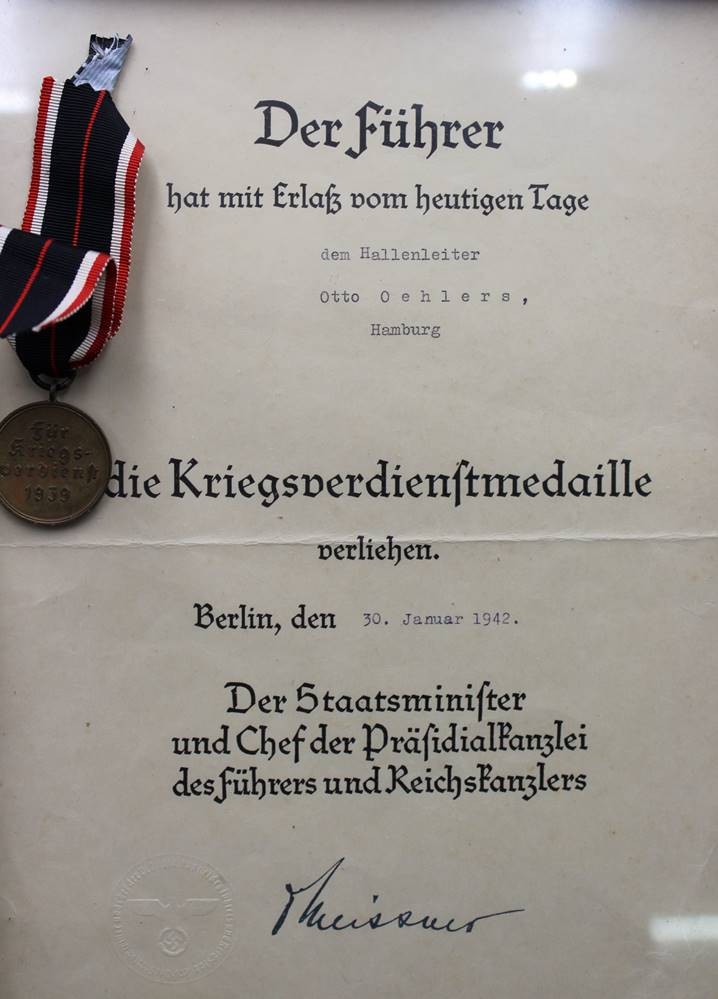 Der Führer
hat mit Erlaß vom heutigen Tage
dem Hallenleiter
Otto Oehlers,
Hamburg
für
Kriegs-
verdienst
1939
die Kriegsverdienstmedaille
verliehen.
Berlin, den 30. Januar 1942.
Der Staatsminister
und Chef der Präsidialkanzlei
des Führers und Reichskanzlers
Meissner